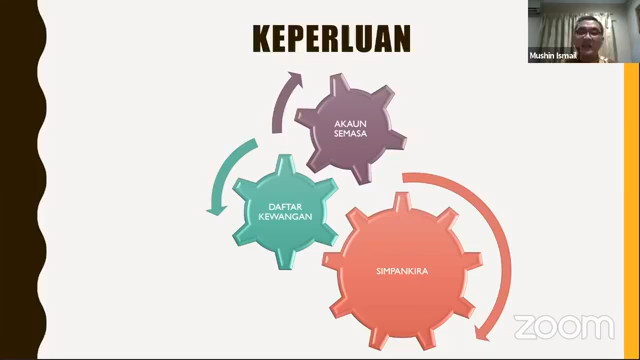 KEPERLUAN
Mushin Ismail
AKAUN
SEMASA
DAFTAR
KEWANGAN
SIMPANKIRA
zoom